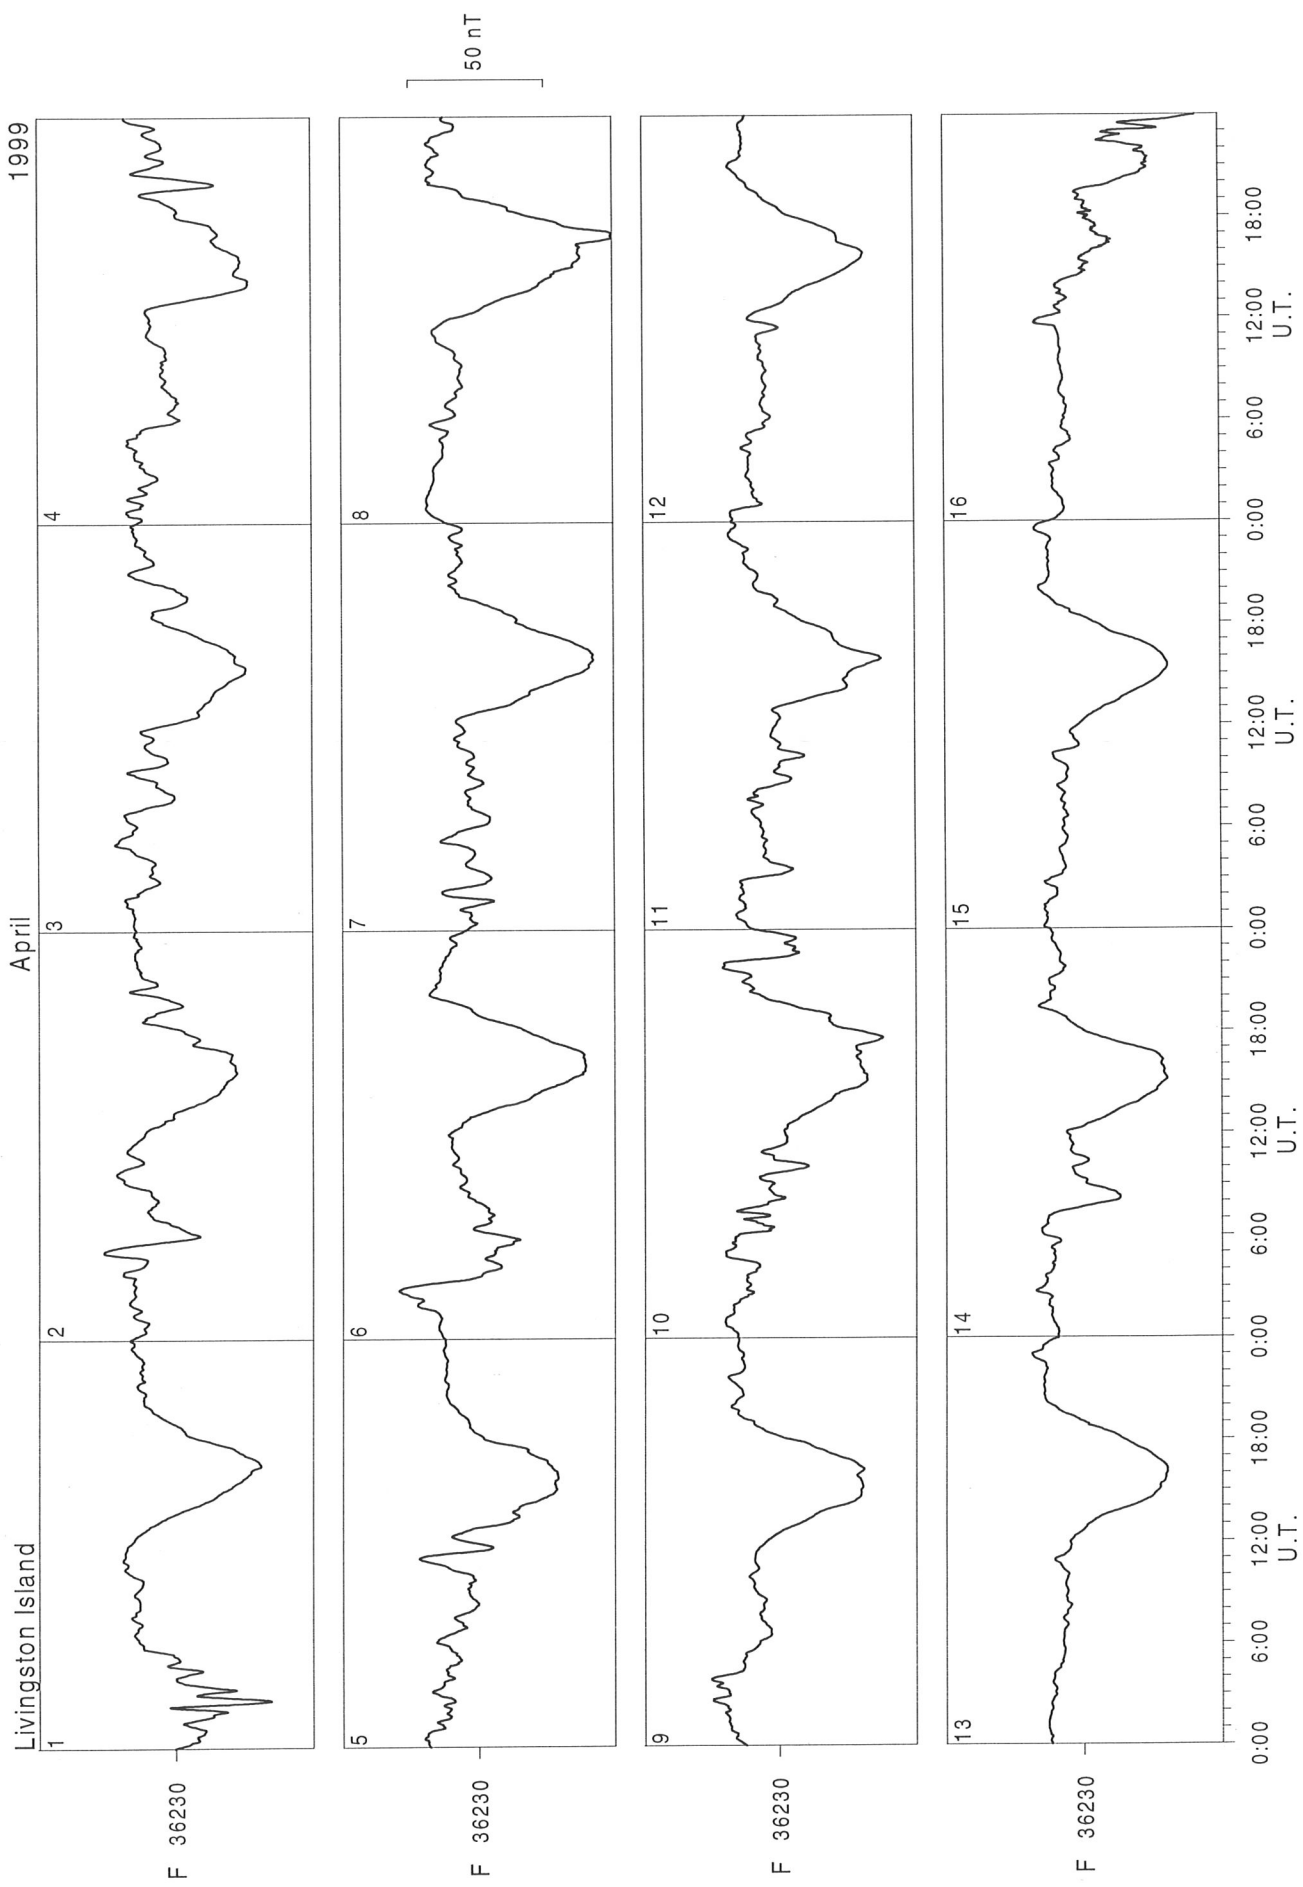 Livingston Island April 1999
50 nT
1 2 3 4
F 36230
5 6 7 8
F 36230
9 10 11 12
F 36230
13 14 15 16
F 36230
0:00 6:00 12:00 18:00 0:00 6:00 12:00 18:00 0:00 6:00 12:00 18:00 0:00 6:00 12:00 18:00
U.T. U.T. U.T. U.T.